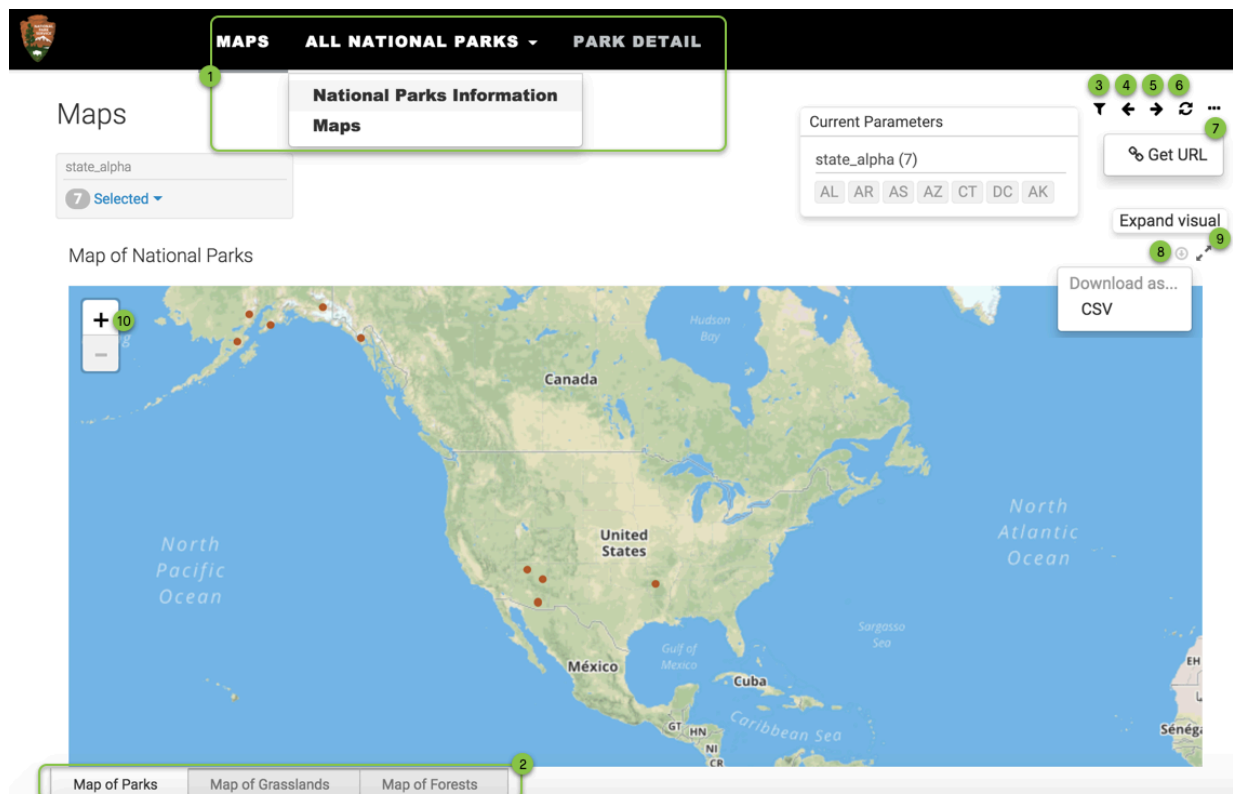 MAPS ALL NATIONAL PARKS PARK DETAIL
1
National Parks Information
Maps
Maps
3 4 5 6
7
Current Parameters
state_alpha (7)
AL AR AS AZ CT DC AK
Get URL
state_alpha
7 Selected
Expand visual
9
8
Map of National Parks
Download as...
CSV
+ 10
−
Hudson
Bay
Canada
North
Pacific
Ocean
United
States
North
Atlantic
Ocean
Sargasso
Sea
Gulf of
Mexico
México
Cuba
EH
GT HN
Caribbean Sea
NI
CR
Sénég
2
Map of Parks Map of Grasslands Map of Forests